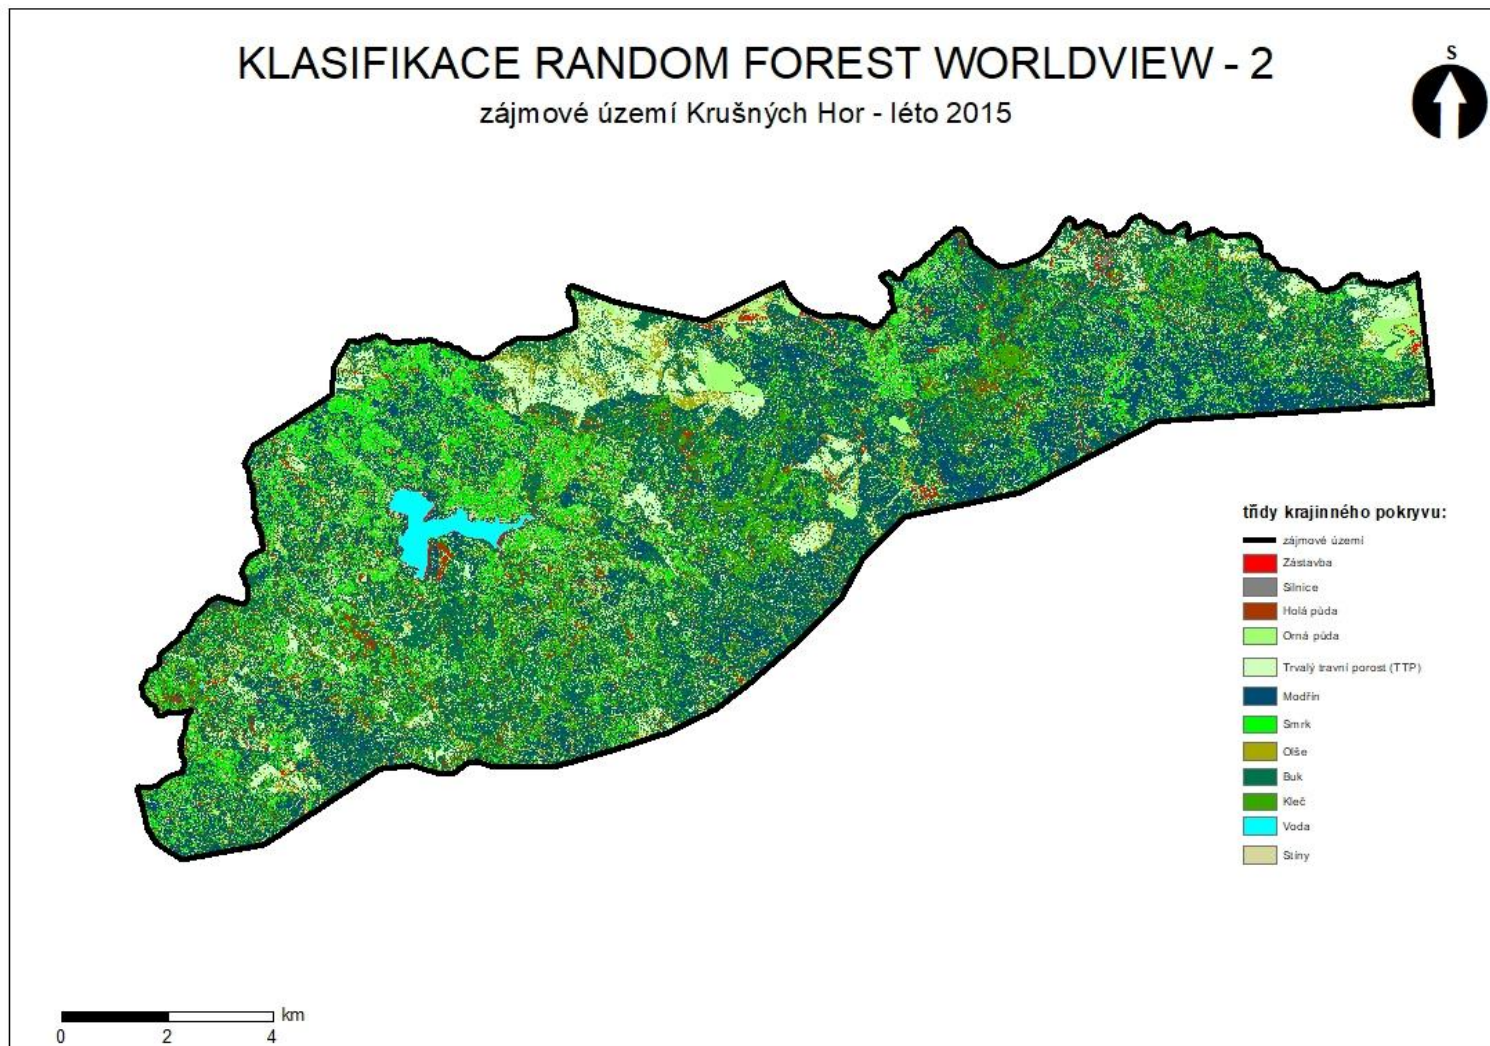 KLASIFIKACE RANDOM FOREST WORLDVIEW - 2
zájmové území Krušných Hor - léto 2015
S
třídy krajinného pokryvu:
zájmové území
Zástavba
Silnice
Holá půda
Orná půda
Trvalý travní porost (TTP)
Modřín
Smrk
Olše
Buk
Kleč
Voda
Stíny
km
0 2 4